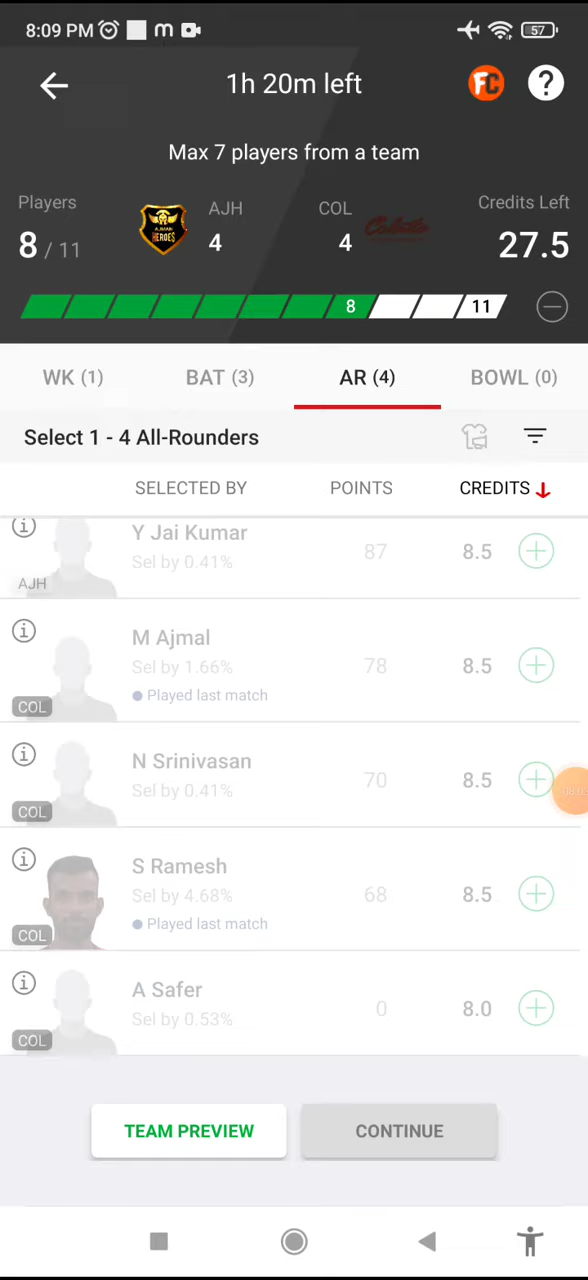 8:09 PM m 57
1h 20m left FC ?
Max 7 players from a team
Players AJH COL Credits Left
8 / 11 AJMAN HEROES 4 4 Colatta 27.5
8 11
WK (1) BAT (3) AR (4) BOWL (0)
Select 1 - 4 All-Rounders
SELECTED BY POINTS CREDITS
Y Jai Kumar
Sel by 0.41% 87 8.5
AJH
M Ajmal
Sel by 1.66% 78 8.5
Played last match
COL
N Srinivasan
Sel by 0.41% 70 8.5
COL
S Ramesh
Sel by 4.68% 68 8.5
Played last match
COL
A Safer
Sel by 0.53% 0 8.0
COL
TEAM PREVIEW CONTINUE